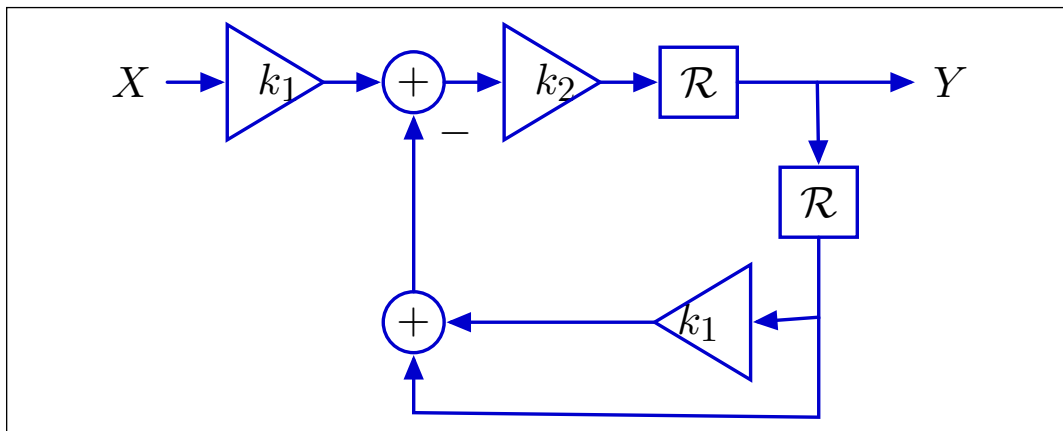 X k₁ + k₂ ℛ Y
−
ℛ
+ k₁